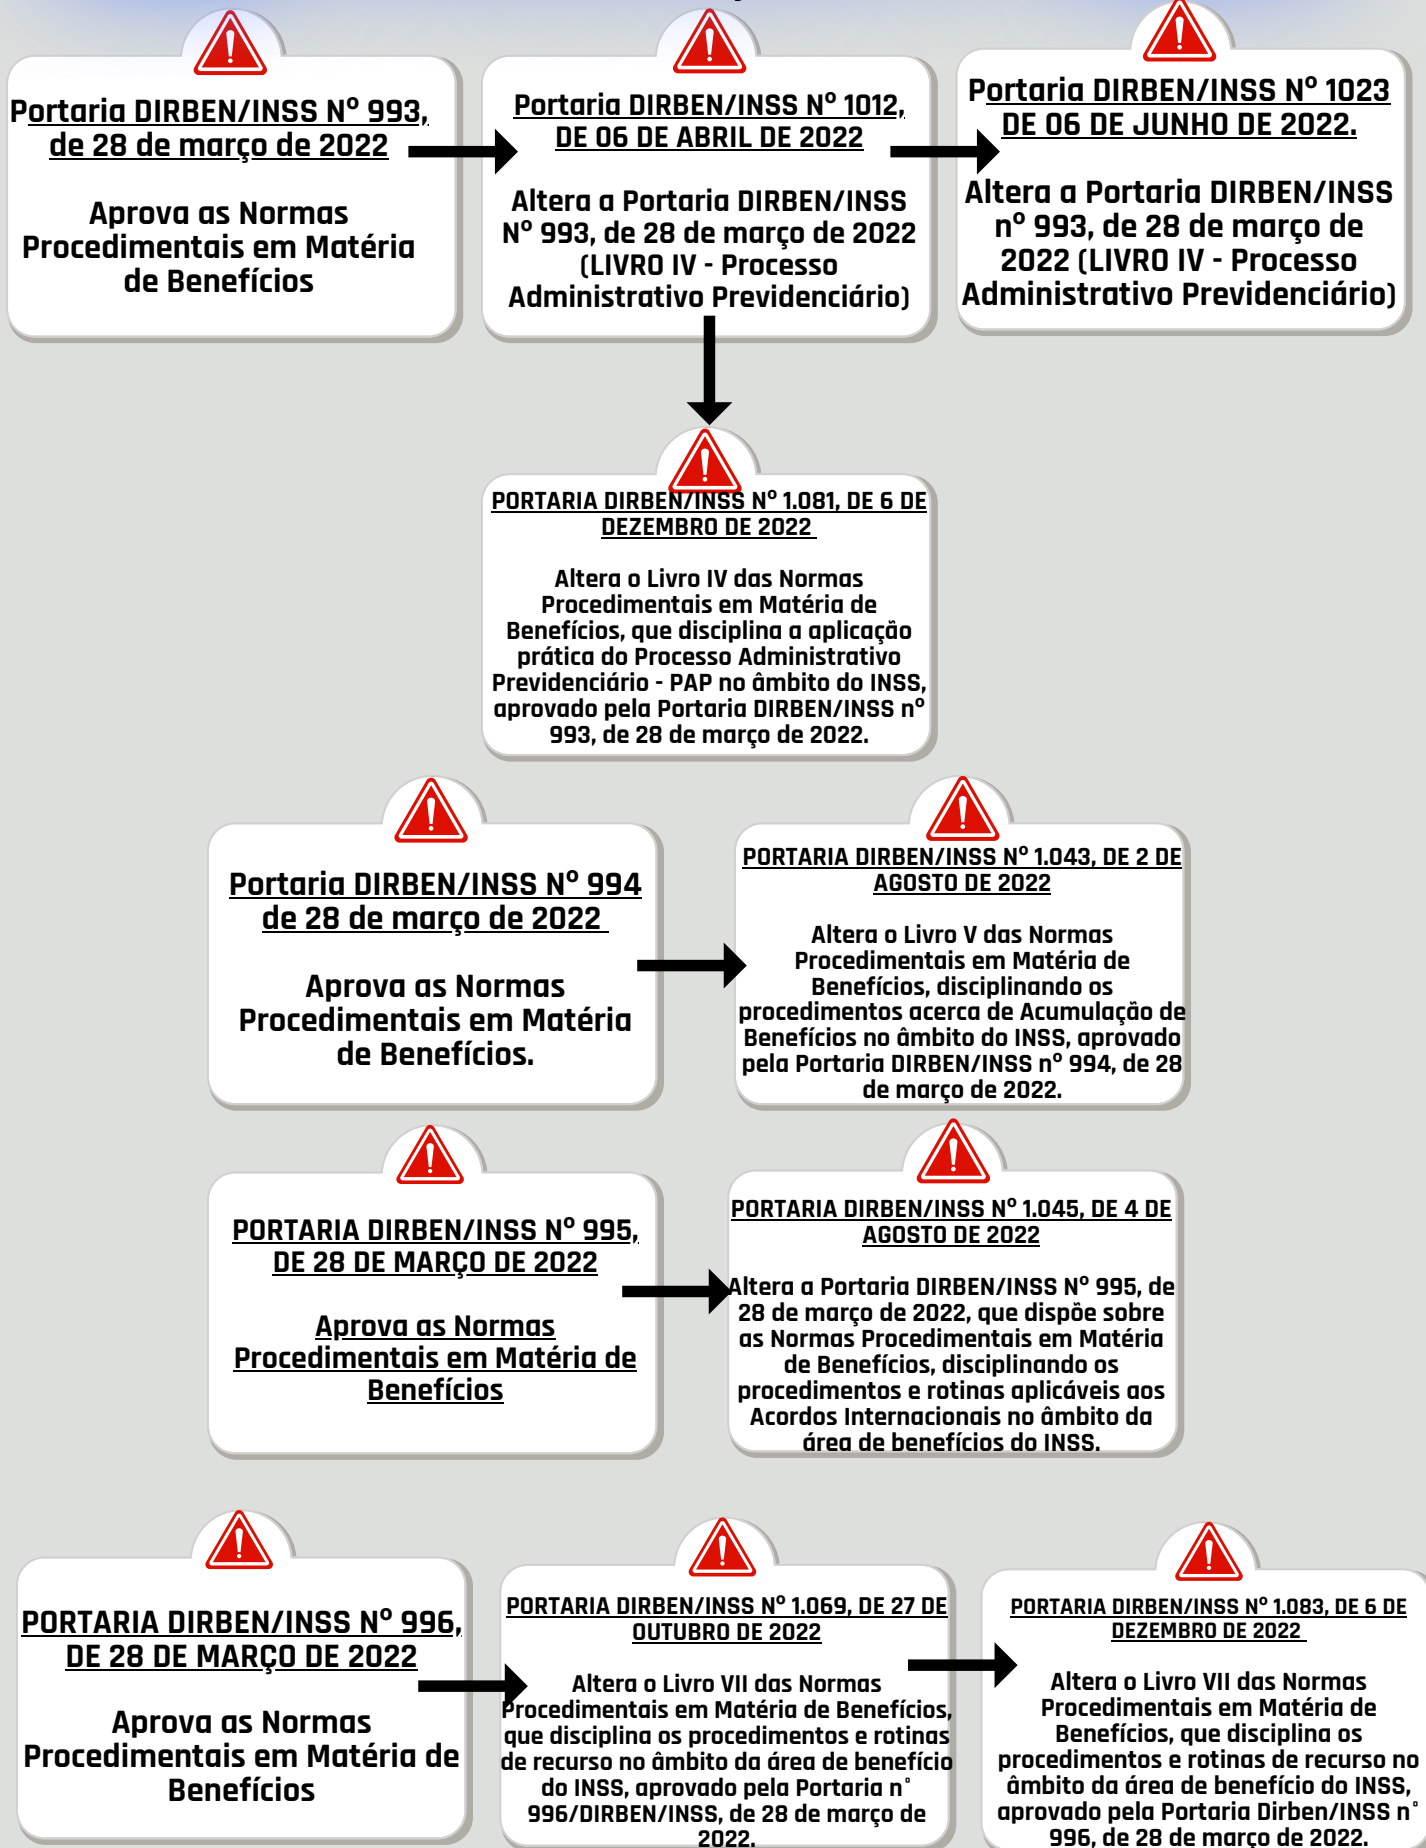 Portaria DIRBEN/INSS Nº 993,
de 28 de março de 2022
Aprova as Normas
Procedimentais em Matéria
de Benefícios
Portaria DIRBEN/INSS Nº 1012,
DE 06 DE ABRIL DE 2022
Altera a Portaria DIRBEN/INSS
Nº 993, de 28 de março de 2022
(LIVRO IV - Processo
Administrativo Previdenciário)
Portaria DIRBEN/INSS Nº 1023
DE 06 DE JUNHO DE 2022.
Altera a Portaria DIRBEN/INSS
nº 993, de 28 de março de
2022 (LIVRO IV - Processo
Administrativo Previdenciário)
PORTARIA DIRBEN/INSS Nº 1.081, DE 6 DE
DEZEMBRO DE 2022
Altera o Livro IV das Normas
Procedimentais em Matéria de
Benefícios, que disciplina a aplicação
prática do Processo Administrativo
Previdenciário - PAP no âmbito do INSS,
aprovado pela Portaria DIRBEN/INSS nº
993, de 28 de março de 2022.
Portaria DIRBEN/INSS Nº 994
de 28 de março de 2022
Aprova as Normas
Procedimentais em Matéria
de Benefícios.
PORTARIA DIRBEN/INSS Nº 1.043, DE 2 DE
AGOSTO DE 2022
Altera o Livro V das Normas
Procedimentais em Matéria de
Benefícios, disciplinando os
procedimentos acerca de Acumulação de
Benefícios no âmbito do INSS, aprovado
pela Portaria DIRBEN/INSS nº 994, de 28
de março de 2022.
PORTARIA DIRBEN/INSS Nº 995,
DE 28 DE MARÇO DE 2022
Aprova as Normas
Procedimentais em Matéria de
Benefícios
PORTARIA DIRBEN/INSS Nº 1.045, DE 4 DE
AGOSTO DE 2022
Altera a Portaria DIRBEN/INSS Nº 995, de
28 de março de 2022, que dispõe sobre
as Normas Procedimentais em Matéria
de Benefícios, disciplinando os
procedimentos e rotinas aplicáveis aos
Acordos Internacionais no âmbito da
área de benefícios do INSS.
PORTARIA DIRBEN/INSS Nº 996,
DE 28 DE MARÇO DE 2022
Aprova as Normas
Procedimentais em Matéria de
Benefícios
PORTARIA DIRBEN/INSS Nº 1.069, DE 27 DE
OUTUBRO DE 2022
Altera o Livro VII das Normas
Procedimentais em Matéria de Benefícios,
que disciplina os procedimentos e rotinas
de recurso no âmbito da área de benefício
do INSS, aprovado pela Portaria n°
996/DIRBEN/INSS, de 28 de março de
2022.
PORTARIA DIRBEN/INSS Nº 1.083, DE 6 DE
DEZEMBRO DE 2022
Altera o Livro VII das Normas
Procedimentais em Matéria de
Benefícios, que disciplina os
procedimentos e rotinas de recurso no
âmbito da área de benefício do INSS,
aprovado pela Portaria Dirben/INSS n°
996, de 28 de março de 2022.